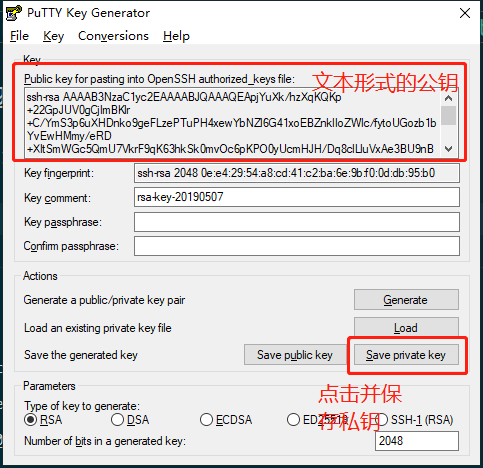 PuTTY Key Generator
File Key Conversions Help
Key
Public key for pasting into OpenSSH authorized_keys file:
文本形式的公钥
ssh-rsa AAAAB3NzaC1yc2EAAAABJQAAAQEApjYuXk/hzXqKQKp
+22GpJUV0gCjlmBKlr
+C/YmS3p6uXHDnko9geFLzePTuPH4xewYbNZl6G41xoEBZnkIloZWlc/fytoUGozb1b
YvEwHMmy/eRD
+XltSmWGc5QmU7VkrF9qK63hkSk0mvOc6pKPO0yUcmHJH/Dq8clLIuVxAe3BU9nB
Key fingerprint: ssh-rsa 2048 0e:e4:29:54:a8:cd:41:c2:ba:6e:9b:f0:0d:db:95:b0
Key comment: rsa-key-20190507
Key passphrase:
Confirm passphrase:
Actions
Generate a public/private key pair Generate
Load an existing private key file Load
Save the generated key Save public key Save private key
Parameters
点击并保
存私钥
Type of key to generate:
RSA DSA ECDSA ED25519 SSH-1 (RSA)
Number of bits in a generated key: 2048